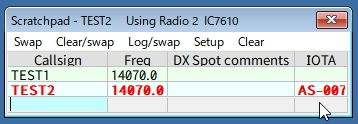 Scratchpad - TEST2 Using Radio 2 IC7610
Swap Clear/swap Log/swap Setup Clear
Callsign Freq DX Spot comments IOTA
TEST1 14070.0
TEST2 14070.0 AS-007